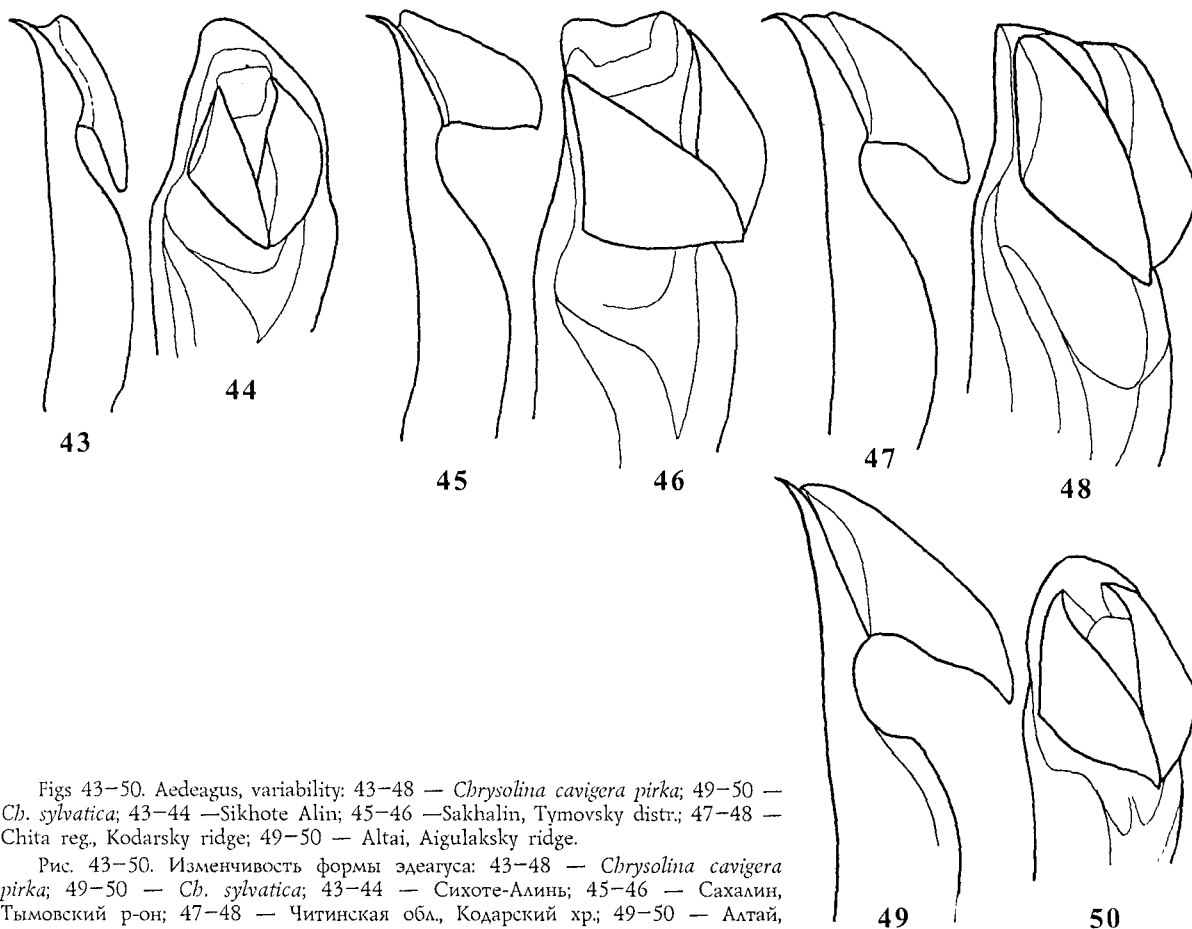 43
44
45
46
47
48
49
50
Figs 43–50. Aedeagus, variability: 43–48 — Chrysolina cavigera pirka; 49–50 —
Ch. sylvatica; 43–44 —Sikhote Alin; 45–46 —Sakhalin, Tymovsky distr.; 47–48 —
Chita reg., Kodarsky ridge; 49–50 — Altai, Aigulaksky ridge.
Рис. 43–50. Изменчивость формы эдеагуса: 43–48 — Chrysolina cavigera
pirka; 49–50 — Ch. sylvatica; 43–44 — Сихоте-Алинь; 45–46 — Сахалин,
Тымовский р-он; 47–48 — Читинская обл., Кодарский хр.; 49–50 — Алтай,